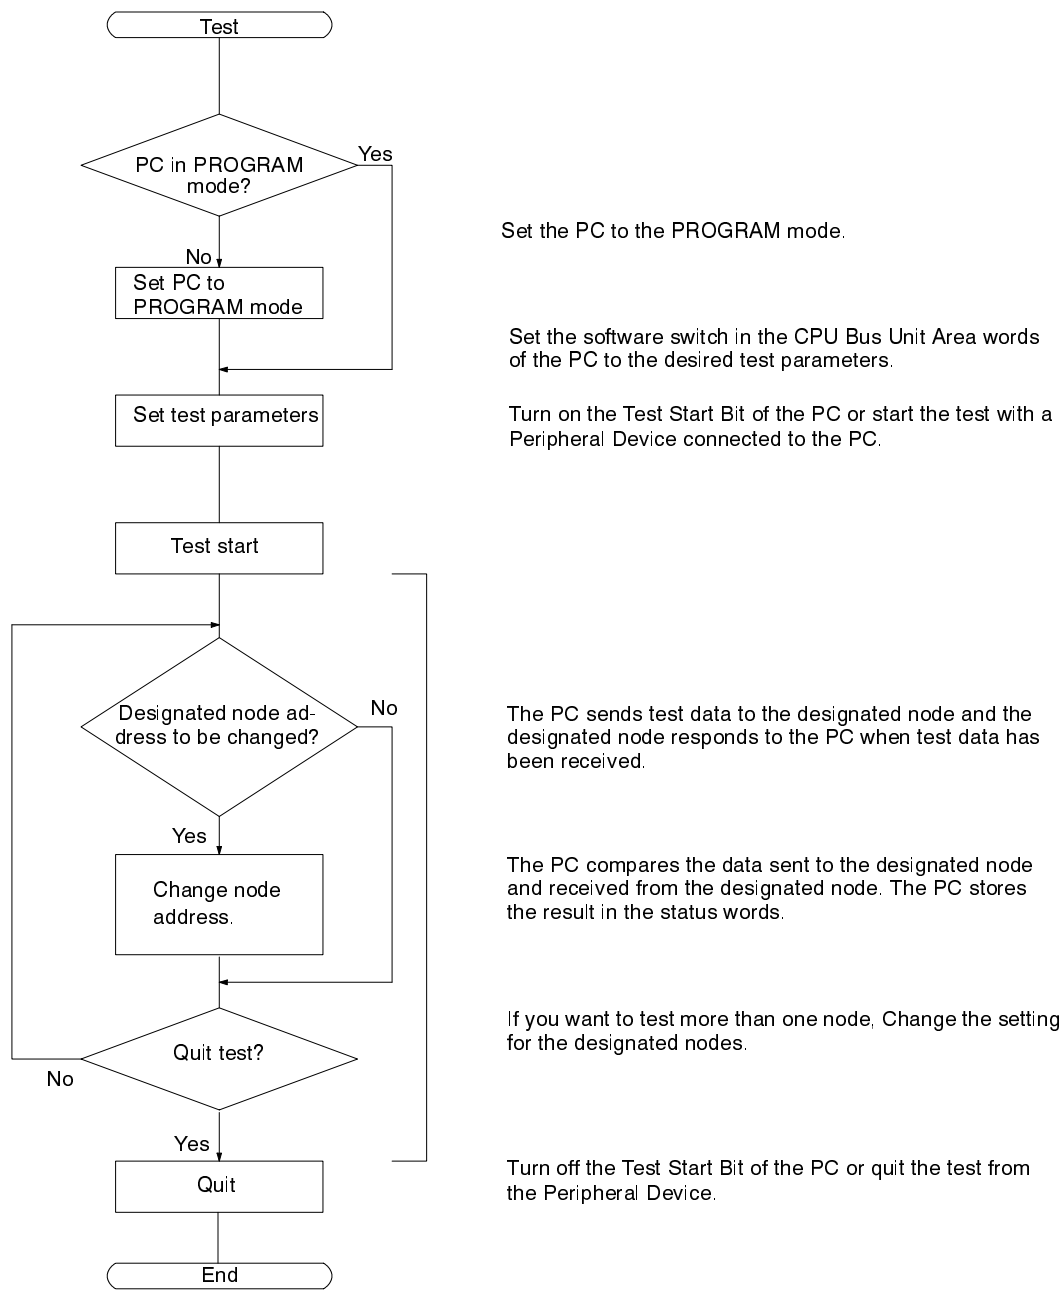 Test
PC in PROGRAM
mode?
Yes
No
Set the PC to the PROGRAM mode.
Set PC to
PROGRAM mode
Set the software switch in the CPU Bus Unit Area words
of the PC to the desired test parameters.
Set test parameters
Turn on the Test Start Bit of the PC or start the test with a
Peripheral Device connected to the PC.
Test start
Designated node ad-
dress to be changed?
No
The PC sends test data to the designated node and the
designated node responds to the PC when test data has
been received.
Yes
Change node
address.
The PC compares the data sent to the designated node
and received from the designated node. The PC stores
the result in the status words.
If you want to test more than one node, Change the setting
for the designated nodes.
Quit test?
No
Yes
Quit
Turn off the Test Start Bit of the PC or quit the test from
the Peripheral Device.
End